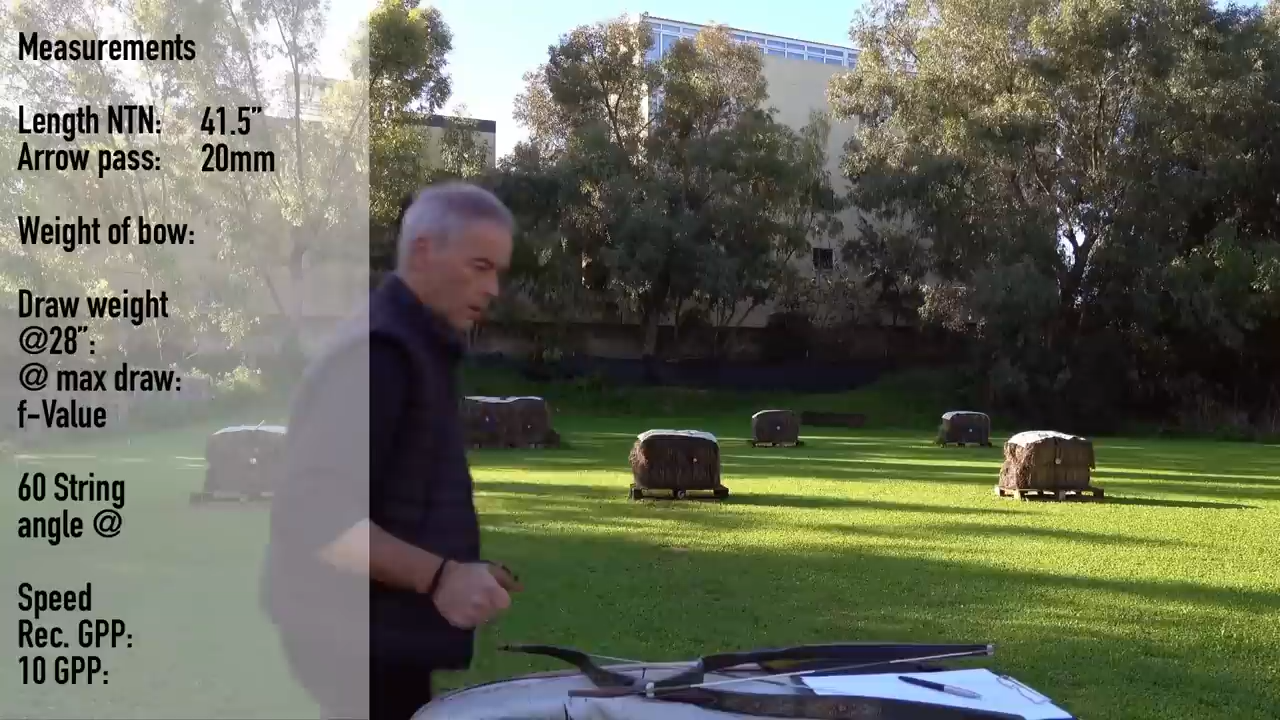 Measurements
Length NTN: 41.5”
Arrow pass: 20mm
Weight of bow:
Draw weight
@28”:
@ max draw:
f-Value
60 String
angle @
Speed
Rec. GPP:
10 GPP: